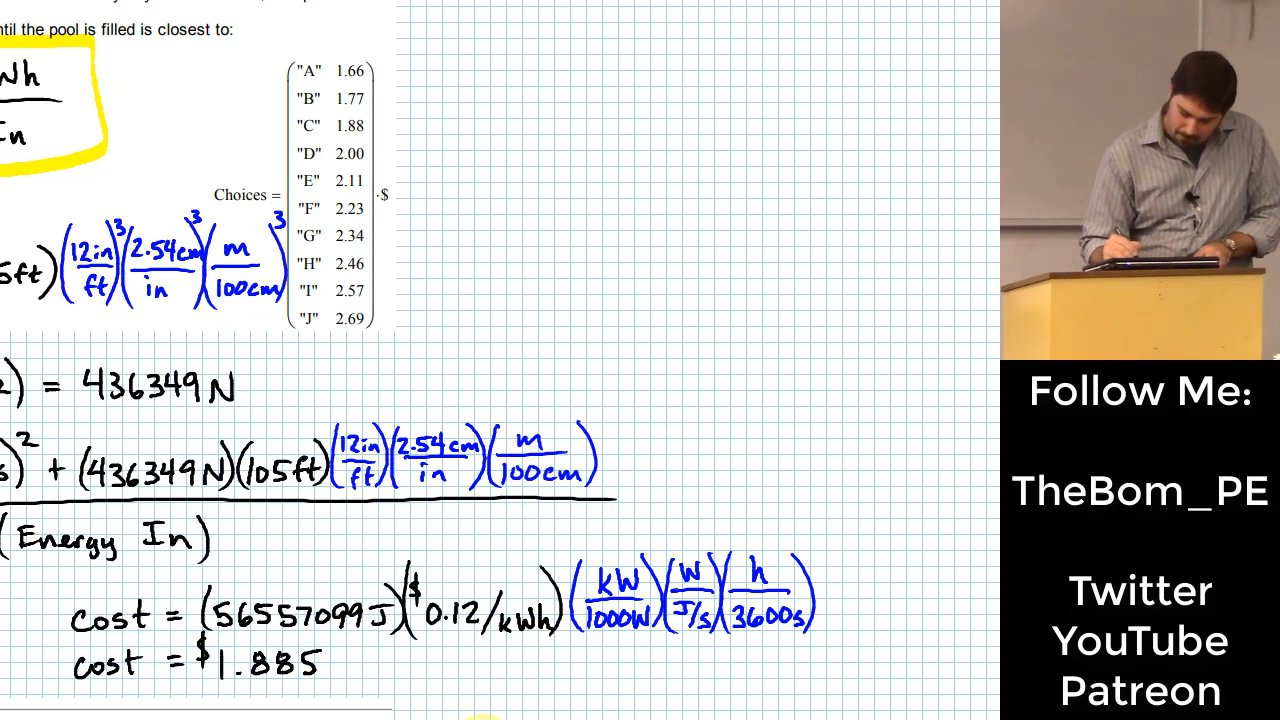 ntil the pool is filled is closest to:
Wh
In
Choices = ("A" 1.66
"B" 1.77
"C" 1.88
"D" 2.00
"E" 2.11
"F" 2.23
"G" 2.34
"H" 2.46
"I" 2.57
"J" 2.69) ·$
5ft) (12in/ft)³ (2.54cm/in)³ (m/100cm)³
) = 436349N
s)² + (436349N)(105ft)(12in/ft)(2.54cm/in)(m/100cm)
(Energy In)
cost = (56557099J)($0.12/kWh)(kW/1000W)(W/J/s)(h/3600s)
cost = $1.885
Follow Me:
TheBom_PE
Twitter
YouTube
Patreon